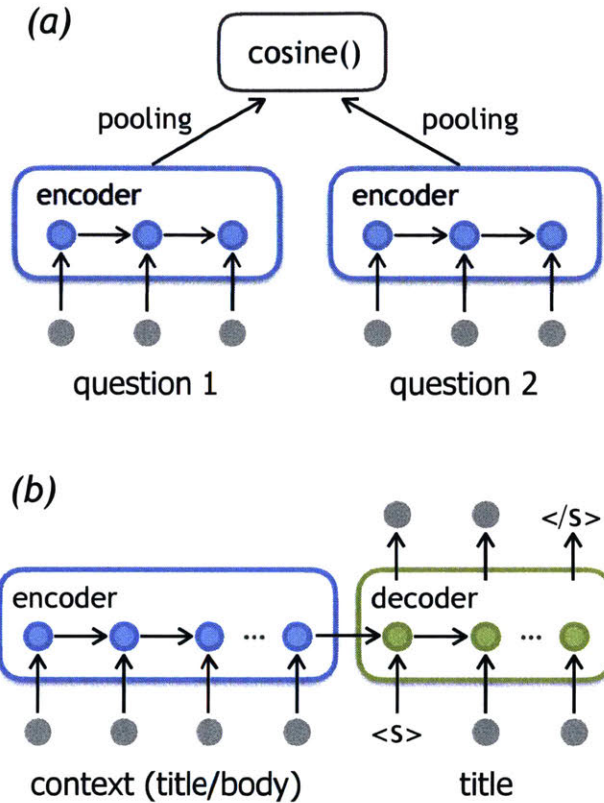 (a)
cosine()
pooling pooling
encoder encoder
question 1 question 2
(b)
</s>
encoder decoder
... ...
<s>
context (title/body) title